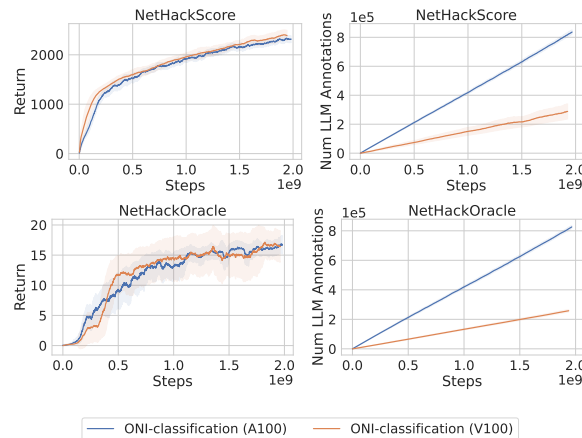 NetHackScore
Return
2000
1000
0
0.0 0.5 1.0 1.5 2.0
1e9
Steps
NetHackScore
1e5
Num LLM Annotations
8
6
4
2
0
0.0 0.5 1.0 1.5 2.0
1e9
Steps
NetHackOracle
Return
20
15
10
5
0
0.0 0.5 1.0 1.5 2.0
1e9
Steps
NetHackOracle
1e5
Num LLM Annotations
8
6
4
2
0
0.0 0.5 1.0 1.5 2.0
1e9
Steps
ONI-classification (A100) ONI-classification (V100)